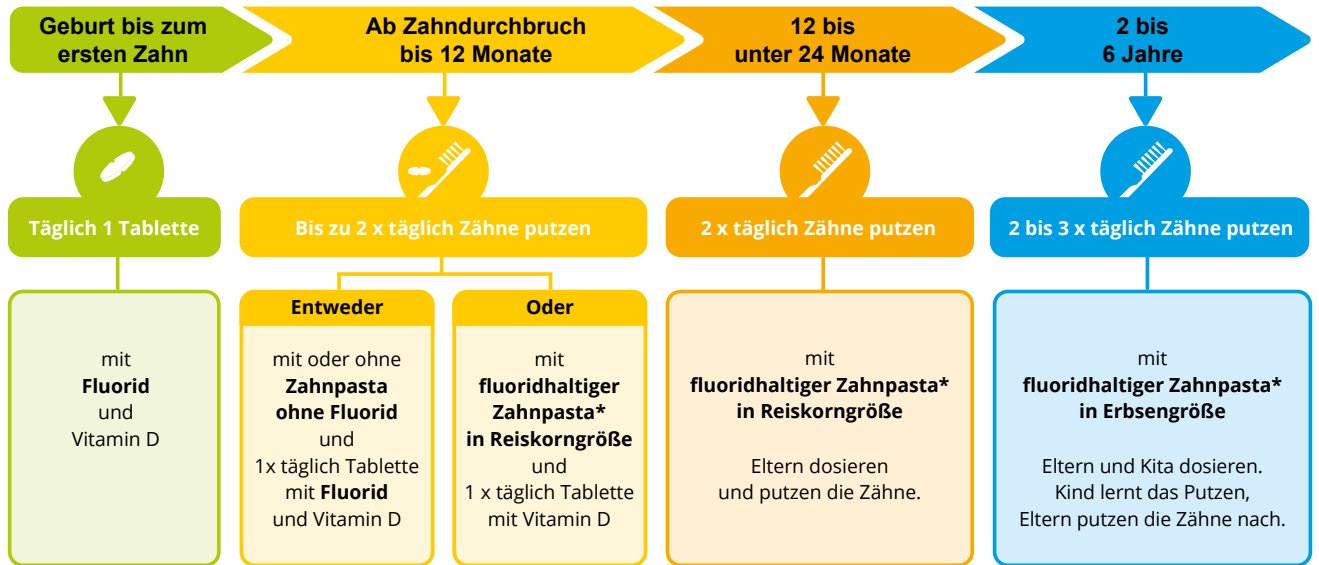 Geburt bis zum
ersten Zahn
Ab Zahndurchbruch
bis 12 Monate
12 bis
unter 24 Monate
2 bis
6 Jahre
Täglich 1 Tablette
Bis zu 2 x täglich Zähne putzen
2 x täglich Zähne putzen
2 bis 3 x täglich Zähne putzen
mit
Fluorid
und
Vitamin D
Entweder
mit oder ohne
Zahnpasta
ohne Fluorid
und
1x täglich Tablette
mit Fluorid
und Vitamin D
Oder
mit
fluoridhaltiger
Zahnpasta*
in Reiskorngröße
und
1 x täglich Tablette
mit Vitamin D
mit
fluoridhaltiger Zahnpasta*
in Reiskorngröße
Eltern dosieren
und putzen die Zähne.
mit
fluoridhaltiger Zahnpasta*
in Erbsengröße
Eltern und Kita dosieren.
Kind lernt das Putzen,
Eltern putzen die Zähne nach.